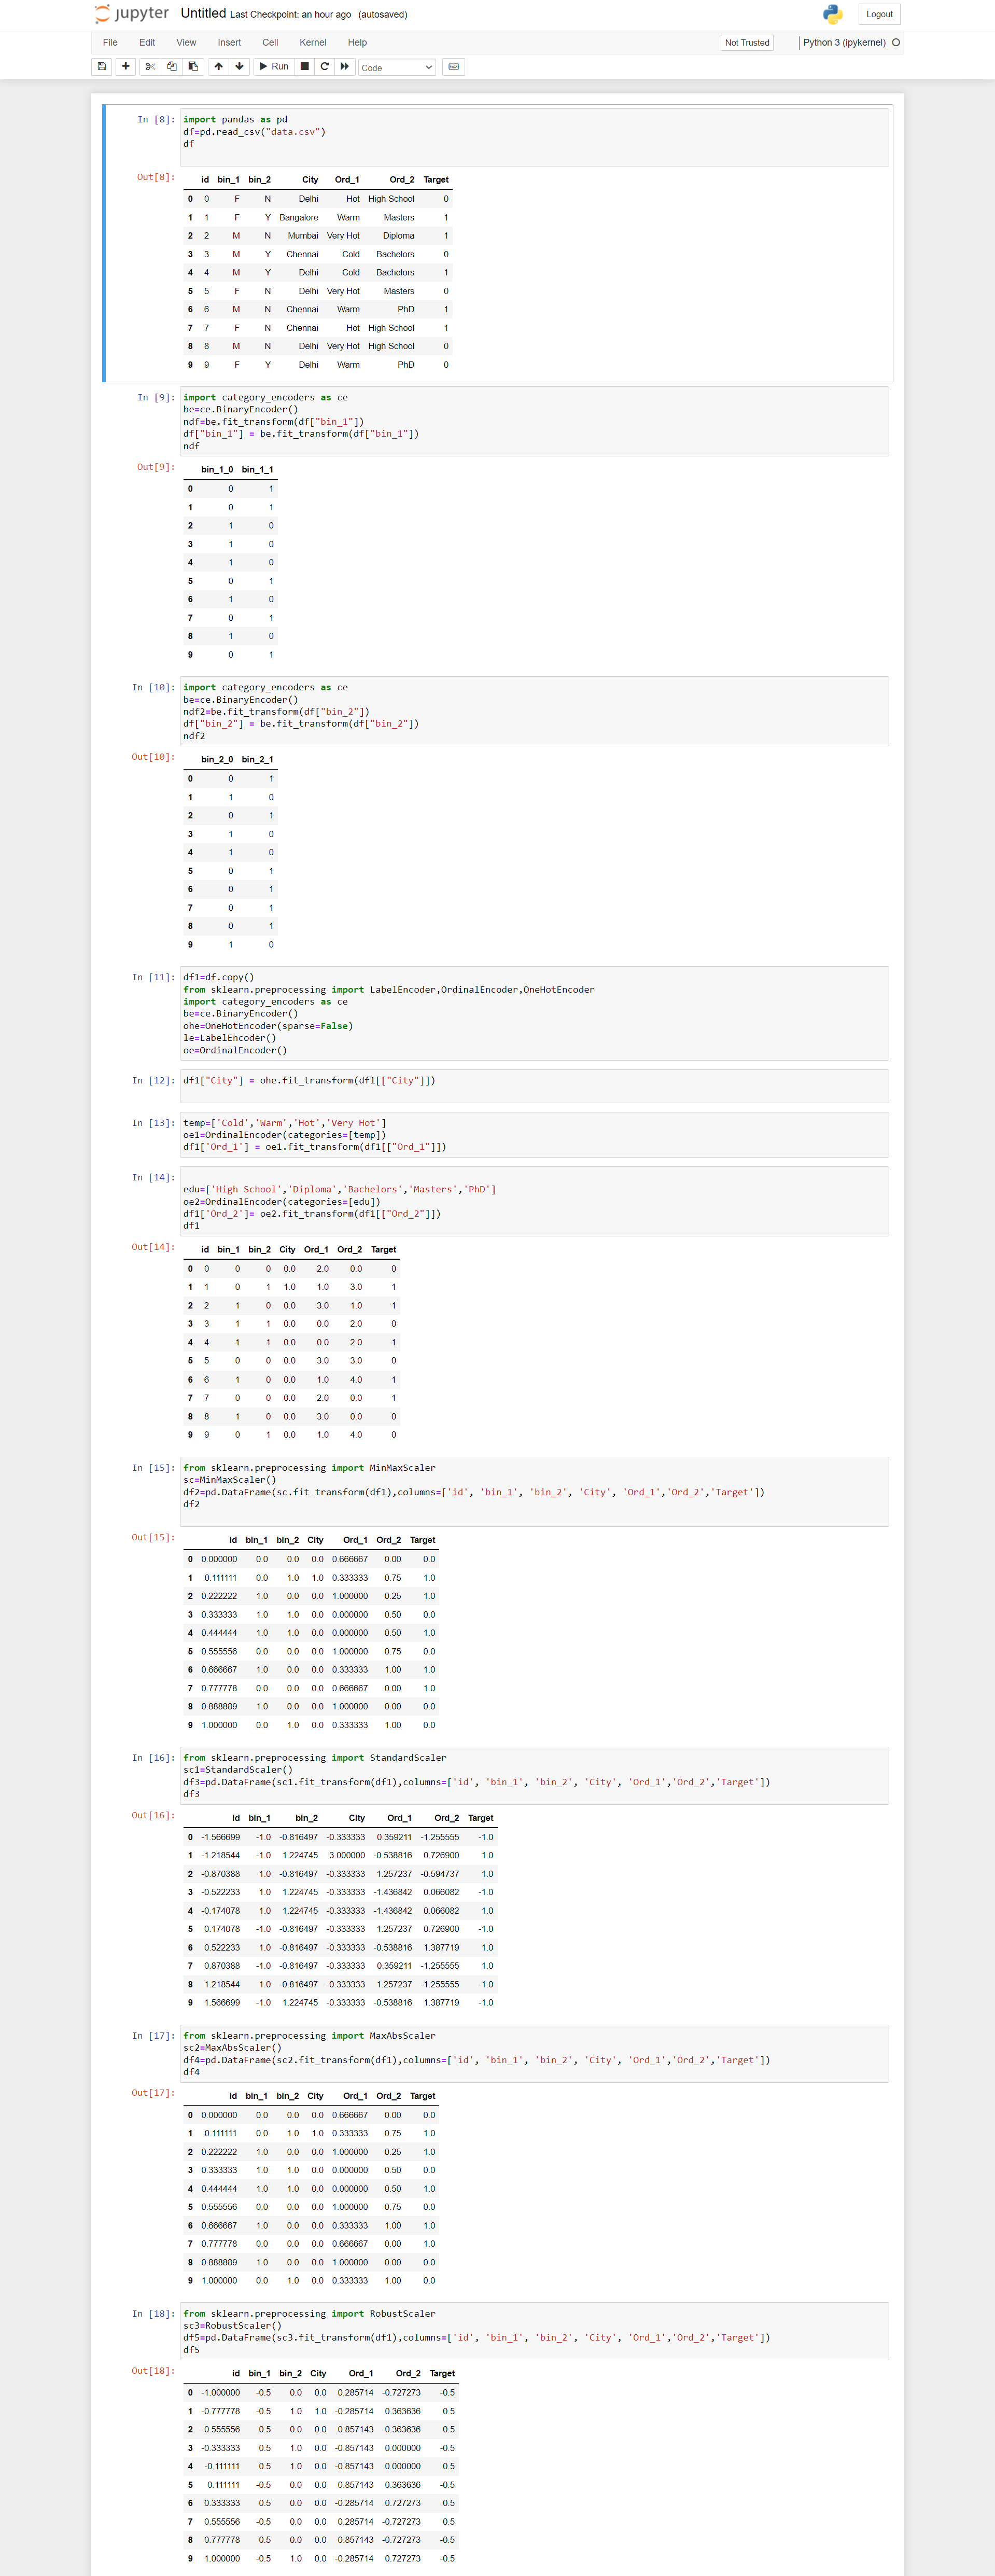 jupyter Untitled Last Checkpoint: an hour ago (autosaved) Logout
File Edit View Insert Cell Kernel Help Not Trusted Python 3 (ipykernel)
Run Code
In [8]: import pandas as pd
df=pd.read_csv("data.csv")
df
Out[8]: id bin_1 bin_2 City Ord_1 Ord_2 Target
0 0 F N Delhi Hot High School 0
1 1 F Y Bangalore Warm Masters 1
2 2 M N Mumbai Very Hot Diploma 1
3 3 M Y Chennai Cold Bachelors 0
4 4 M Y Delhi Cold Bachelors 1
5 5 F N Delhi Very Hot Masters 0
6 6 M N Chennai Warm PhD 1
7 7 F N Chennai Hot High School 1
8 8 M N Delhi Very Hot High School 0
9 9 F Y Delhi Warm PhD 0
In [9]: import category_encoders as ce
be=ce.BinaryEncoder()
ndf=be.fit_transform(df["bin_1"])
df["bin_1"] = be.fit_transform(df["bin_1"])
ndf
Out[9]: bin_1_0 bin_1_1
0 0 1
1 0 1
2 1 0
3 1 0
4 1 0
5 0 1
6 1 0
7 0 1
8 1 0
9 0 1
In [10]: import category_encoders as ce
be=ce.BinaryEncoder()
ndf2=be.fit_transform(df["bin_2"])
df["bin_2"] = be.fit_transform(df["bin_2"])
ndf2
Out[10]: bin_2_0 bin_2_1
0 0 1
1 1 0
2 0 1
3 1 0
4 1 0
5 0 1
6 0 1
7 0 1
8 0 1
9 1 0
In [11]: df1=df.copy()
from sklearn.preprocessing import LabelEncoder,OrdinalEncoder,OneHotEncoder
import category_encoders as ce
be=ce.BinaryEncoder()
ohe=OneHotEncoder(sparse=False)
le=LabelEncoder()
oe=OrdinalEncoder()
In [12]: df1["City"] = ohe.fit_transform(df1[["City"]])
In [13]: temp=['Cold','Warm','Hot','Very Hot']
oe1=OrdinalEncoder(categories=[temp])
df1['Ord_1'] = oe1.fit_transform(df1[["Ord_1"]])
In [14]:
edu=['High School','Diploma','Bachelors','Masters','PhD']
oe2=OrdinalEncoder(categories=[edu])
df1['Ord_2']= oe2.fit_transform(df1[["Ord_2"]])
df1
Out[14]: id bin_1 bin_2 City Ord_1 Ord_2 Target
0 0 0 0 0.0 2.0 0.0 0
1 1 0 1 1.0 1.0 3.0 1
2 2 1 0 0.0 3.0 1.0 1
3 3 1 1 0.0 0.0 2.0 0
4 4 1 1 0.0 0.0 2.0 1
5 5 0 0 0.0 3.0 3.0 0
6 6 1 0 0.0 1.0 4.0 1
7 7 0 0 0.0 2.0 0.0 1
8 8 1 0 0.0 3.0 0.0 0
9 9 0 1 0.0 1.0 4.0 0
In [15]: from sklearn.preprocessing import MinMaxScaler
sc=MinMaxScaler()
df2=pd.DataFrame(sc.fit_transform(df1),columns=['id', 'bin_1', 'bin_2', 'City', 'Ord_1','Ord_2','Target'])
df2
Out[15]: id bin_1 bin_2 City Ord_1 Ord_2 Target
0 0.000000 0.0 0.0 0.0 0.666667 0.00 0.0
1 0.111111 0.0 1.0 1.0 0.333333 0.75 1.0
2 0.222222 1.0 0.0 0.0 1.000000 0.25 1.0
3 0.333333 1.0 1.0 0.0 0.000000 0.50 0.0
4 0.444444 1.0 1.0 0.0 0.000000 0.50 1.0
5 0.555556 0.0 0.0 0.0 1.000000 0.75 0.0
6 0.666667 1.0 0.0 0.0 0.333333 1.00 1.0
7 0.777778 0.0 0.0 0.0 0.666667 0.00 1.0
8 0.888889 1.0 0.0 0.0 1.000000 0.00 0.0
9 1.000000 0.0 1.0 0.0 0.333333 1.00 0.0
In [16]: from sklearn.preprocessing import StandardScaler
sc1=StandardScaler()
df3=pd.DataFrame(sc1.fit_transform(df1),columns=['id', 'bin_1', 'bin_2', 'City', 'Ord_1','Ord_2','Target'])
df3
Out[16]: id bin_1 bin_2 City Ord_1 Ord_2 Target
0 -1.566699 -1.0 -0.816497 -0.333333 0.359211 -1.255555 -1.0
1 -1.218544 -1.0 1.224745 3.000000 -0.538816 0.726900 1.0
2 -0.870388 1.0 -0.816497 -0.333333 1.257237 -0.594737 1.0
3 -0.522233 1.0 1.224745 -0.333333 -1.436842 0.066082 -1.0
4 -0.174078 1.0 1.224745 -0.333333 -1.436842 0.066082 1.0
5 0.174078 -1.0 -0.816497 -0.333333 1.257237 0.726900 -1.0
6 0.522233 1.0 -0.816497 -0.333333 -0.538816 1.387719 1.0
7 0.870388 -1.0 -0.816497 -0.333333 0.359211 -1.255555 1.0
8 1.218544 1.0 -0.816497 -0.333333 1.257237 -1.255555 -1.0
9 1.566699 -1.0 1.224745 -0.333333 -0.538816 1.387719 -1.0
In [17]: from sklearn.preprocessing import MaxAbsScaler
sc2=MaxAbsScaler()
df4=pd.DataFrame(sc2.fit_transform(df1),columns=['id', 'bin_1', 'bin_2', 'City', 'Ord_1','Ord_2','Target'])
df4
Out[17]: id bin_1 bin_2 City Ord_1 Ord_2 Target
0 0.000000 0.0 0.0 0.0 0.666667 0.00 0.0
1 0.111111 0.0 1.0 1.0 0.333333 0.75 1.0
2 0.222222 1.0 0.0 0.0 1.000000 0.25 1.0
3 0.333333 1.0 1.0 0.0 0.000000 0.50 0.0
4 0.444444 1.0 1.0 0.0 0.000000 0.50 1.0
5 0.555556 0.0 0.0 0.0 1.000000 0.75 0.0
6 0.666667 1.0 0.0 0.0 0.333333 1.00 1.0
7 0.777778 0.0 0.0 0.0 0.666667 0.00 1.0
8 0.888889 1.0 0.0 0.0 1.000000 0.00 0.0
9 1.000000 0.0 1.0 0.0 0.333333 1.00 0.0
In [18]: from sklearn.preprocessing import RobustScaler
sc3=RobustScaler()
df5=pd.DataFrame(sc3.fit_transform(df1),columns=['id', 'bin_1', 'bin_2', 'City', 'Ord_1','Ord_2','Target'])
df5
Out[18]: id bin_1 bin_2 City Ord_1 Ord_2 Target
0 -1.000000 -0.5 0.0 0.0 0.285714 -0.727273 -0.5
1 -0.777778 -0.5 1.0 1.0 -0.285714 0.363636 0.5
2 -0.555556 0.5 0.0 0.0 0.857143 -0.363636 0.5
3 -0.333333 0.5 1.0 0.0 -0.857143 0.000000 -0.5
4 -0.111111 0.5 1.0 0.0 -0.857143 0.000000 0.5
5 0.111111 -0.5 0.0 0.0 0.857143 0.363636 -0.5
6 0.333333 0.5 0.0 0.0 -0.285714 0.727273 0.5
7 0.555556 -0.5 0.0 0.0 0.285714 -0.727273 0.5
8 0.777778 0.5 0.0 0.0 0.857143 -0.727273 -0.5
9 1.000000 -0.5 1.0 0.0 -0.285714 0.727273 -0.5